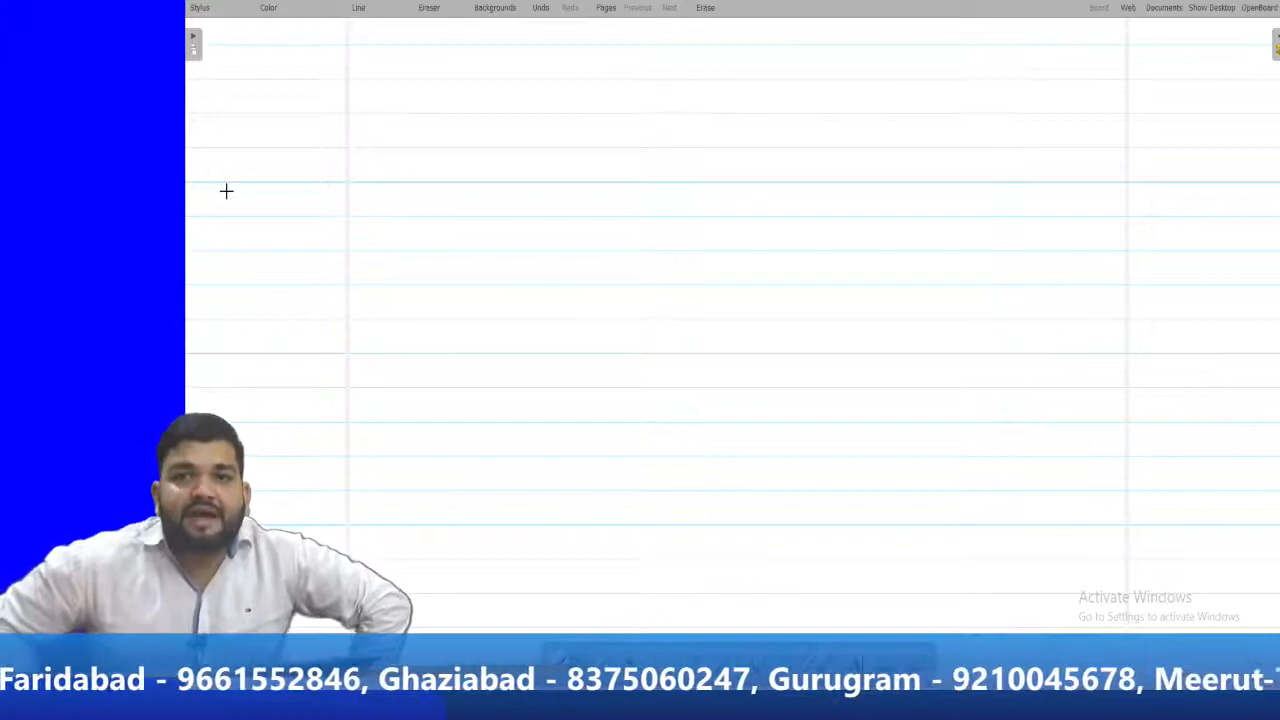 Stylus Color Line Eraser Backgrounds Undo Redo Pages Previous Next Erase Board Web Documents Show Desktop OpenBoard
Activate Windows
Go to Settings to activate Windows
Faridabad - 9661552846, Ghaziabad - 8375060247, Gurugram - 9210045678, Meerut-